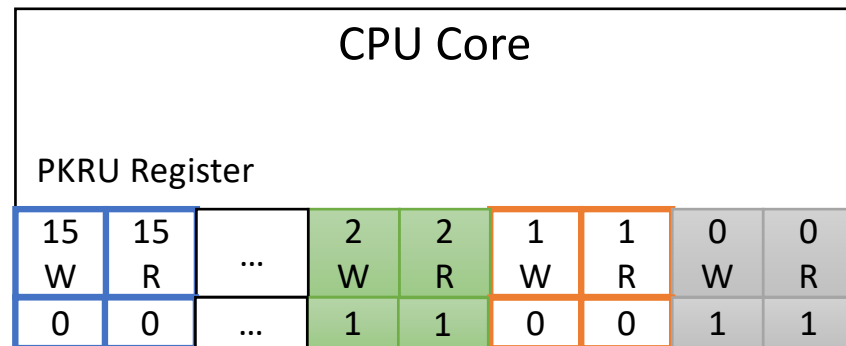 CPU Core
PKRU Register
15 15 ... 2 2 1 1 0 0
W R W R W R W R
0 0 ... 1 1 0 0 1 1